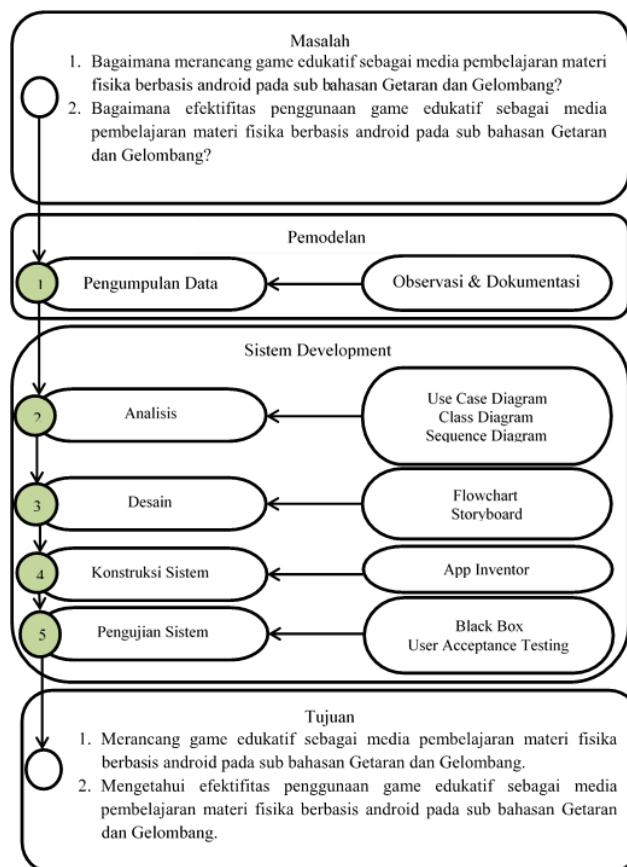 Masalah
1. Bagaimana merancang game edukatif sebagai media pembelajaran materi
fisika berbasis android pada sub bahasan Getaran dan Gelombang?
2. Bagaimana efektifitas penggunaan game edukatif sebagai media
pembelajaran materi fisika berbasis android pada sub bahasan Getaran
dan Gelombang?
Pemodelan
1
Pengumpulan Data
Observasi & Dokumentasi
Sistem Development
2
Analisis
Use Case Diagram
Class Diagram
Sequence Diagram
3
Desain
Flowchart
Storyboard
4
Konstruksi Sistem
App Inventor
5
Pengujian Sistem
Black Box
User Acceptance Testing
Tujuan
1. Merancang game edukatif sebagai media pembelajaran materi fisika
berbasis android pada sub bahasan Getaran dan Gelombang.
2. Mengetahui efektifitas penggunaan game edukatif sebagai media
pembelajaran materi fisika berbasis android pada sub bahasan Getaran
dan Gelombang.